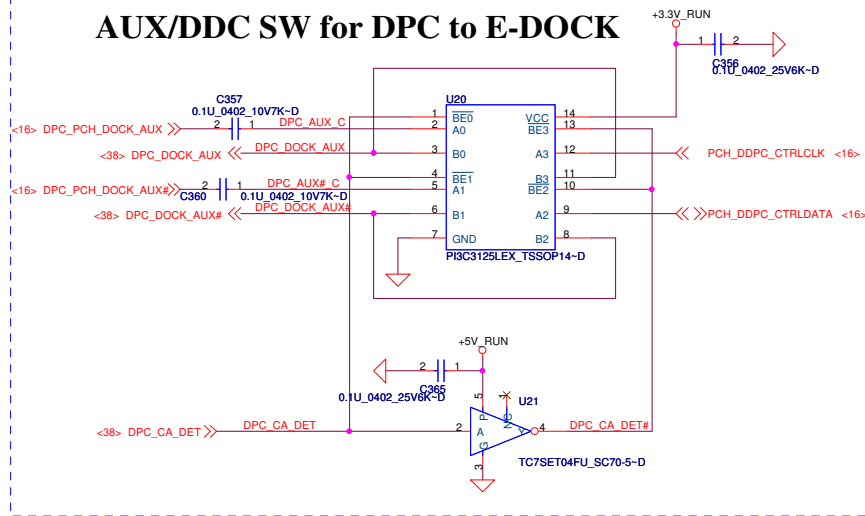 AUX/DDC SW for DPC to E-DOCK
+3.3V_RUN
1 2
C356
0.1U_0402_25V6K~D
C357
0.1U_0402_10V7K~D
U20
<16> DPC_PCH_DOCK_AUX 2 1 DPC_AUX_C
1 BE0 VCC 14
2 A0 BE3 13
<38> DPC_DOCK_AUX DPC_DOCK_AUX 3 B0 A3 12 PCH_DDPC_CTRLCLK <16>
4 BE1 B3 11
<16> DPC_PCH_DOCK_AUX# 2 1 DPC_AUX#_C 5 A1 BE2 10
C360 0.1U_0402_10V7K~D
<38> DPC_DOCK_AUX# DPC_DOCK_AUX# 6 B1 A2 9 PCH_DDPC_CTRLDATA <16>
7 GND B2 8
PI3C3125LEX_TSSOP14~D
+5V_RUN
2 1
C365
0.1U_0402_25V6K~D
5 1 U21
P NC
<38> DPC_CA_DET DPC_CA_DET 2 A Y 4 DPC_CA_DET#
G
3
TC7SET04FU_SC70-5~D